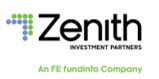 Zenith
INVESTMENT PARTNERS
An FE fundinfo Company